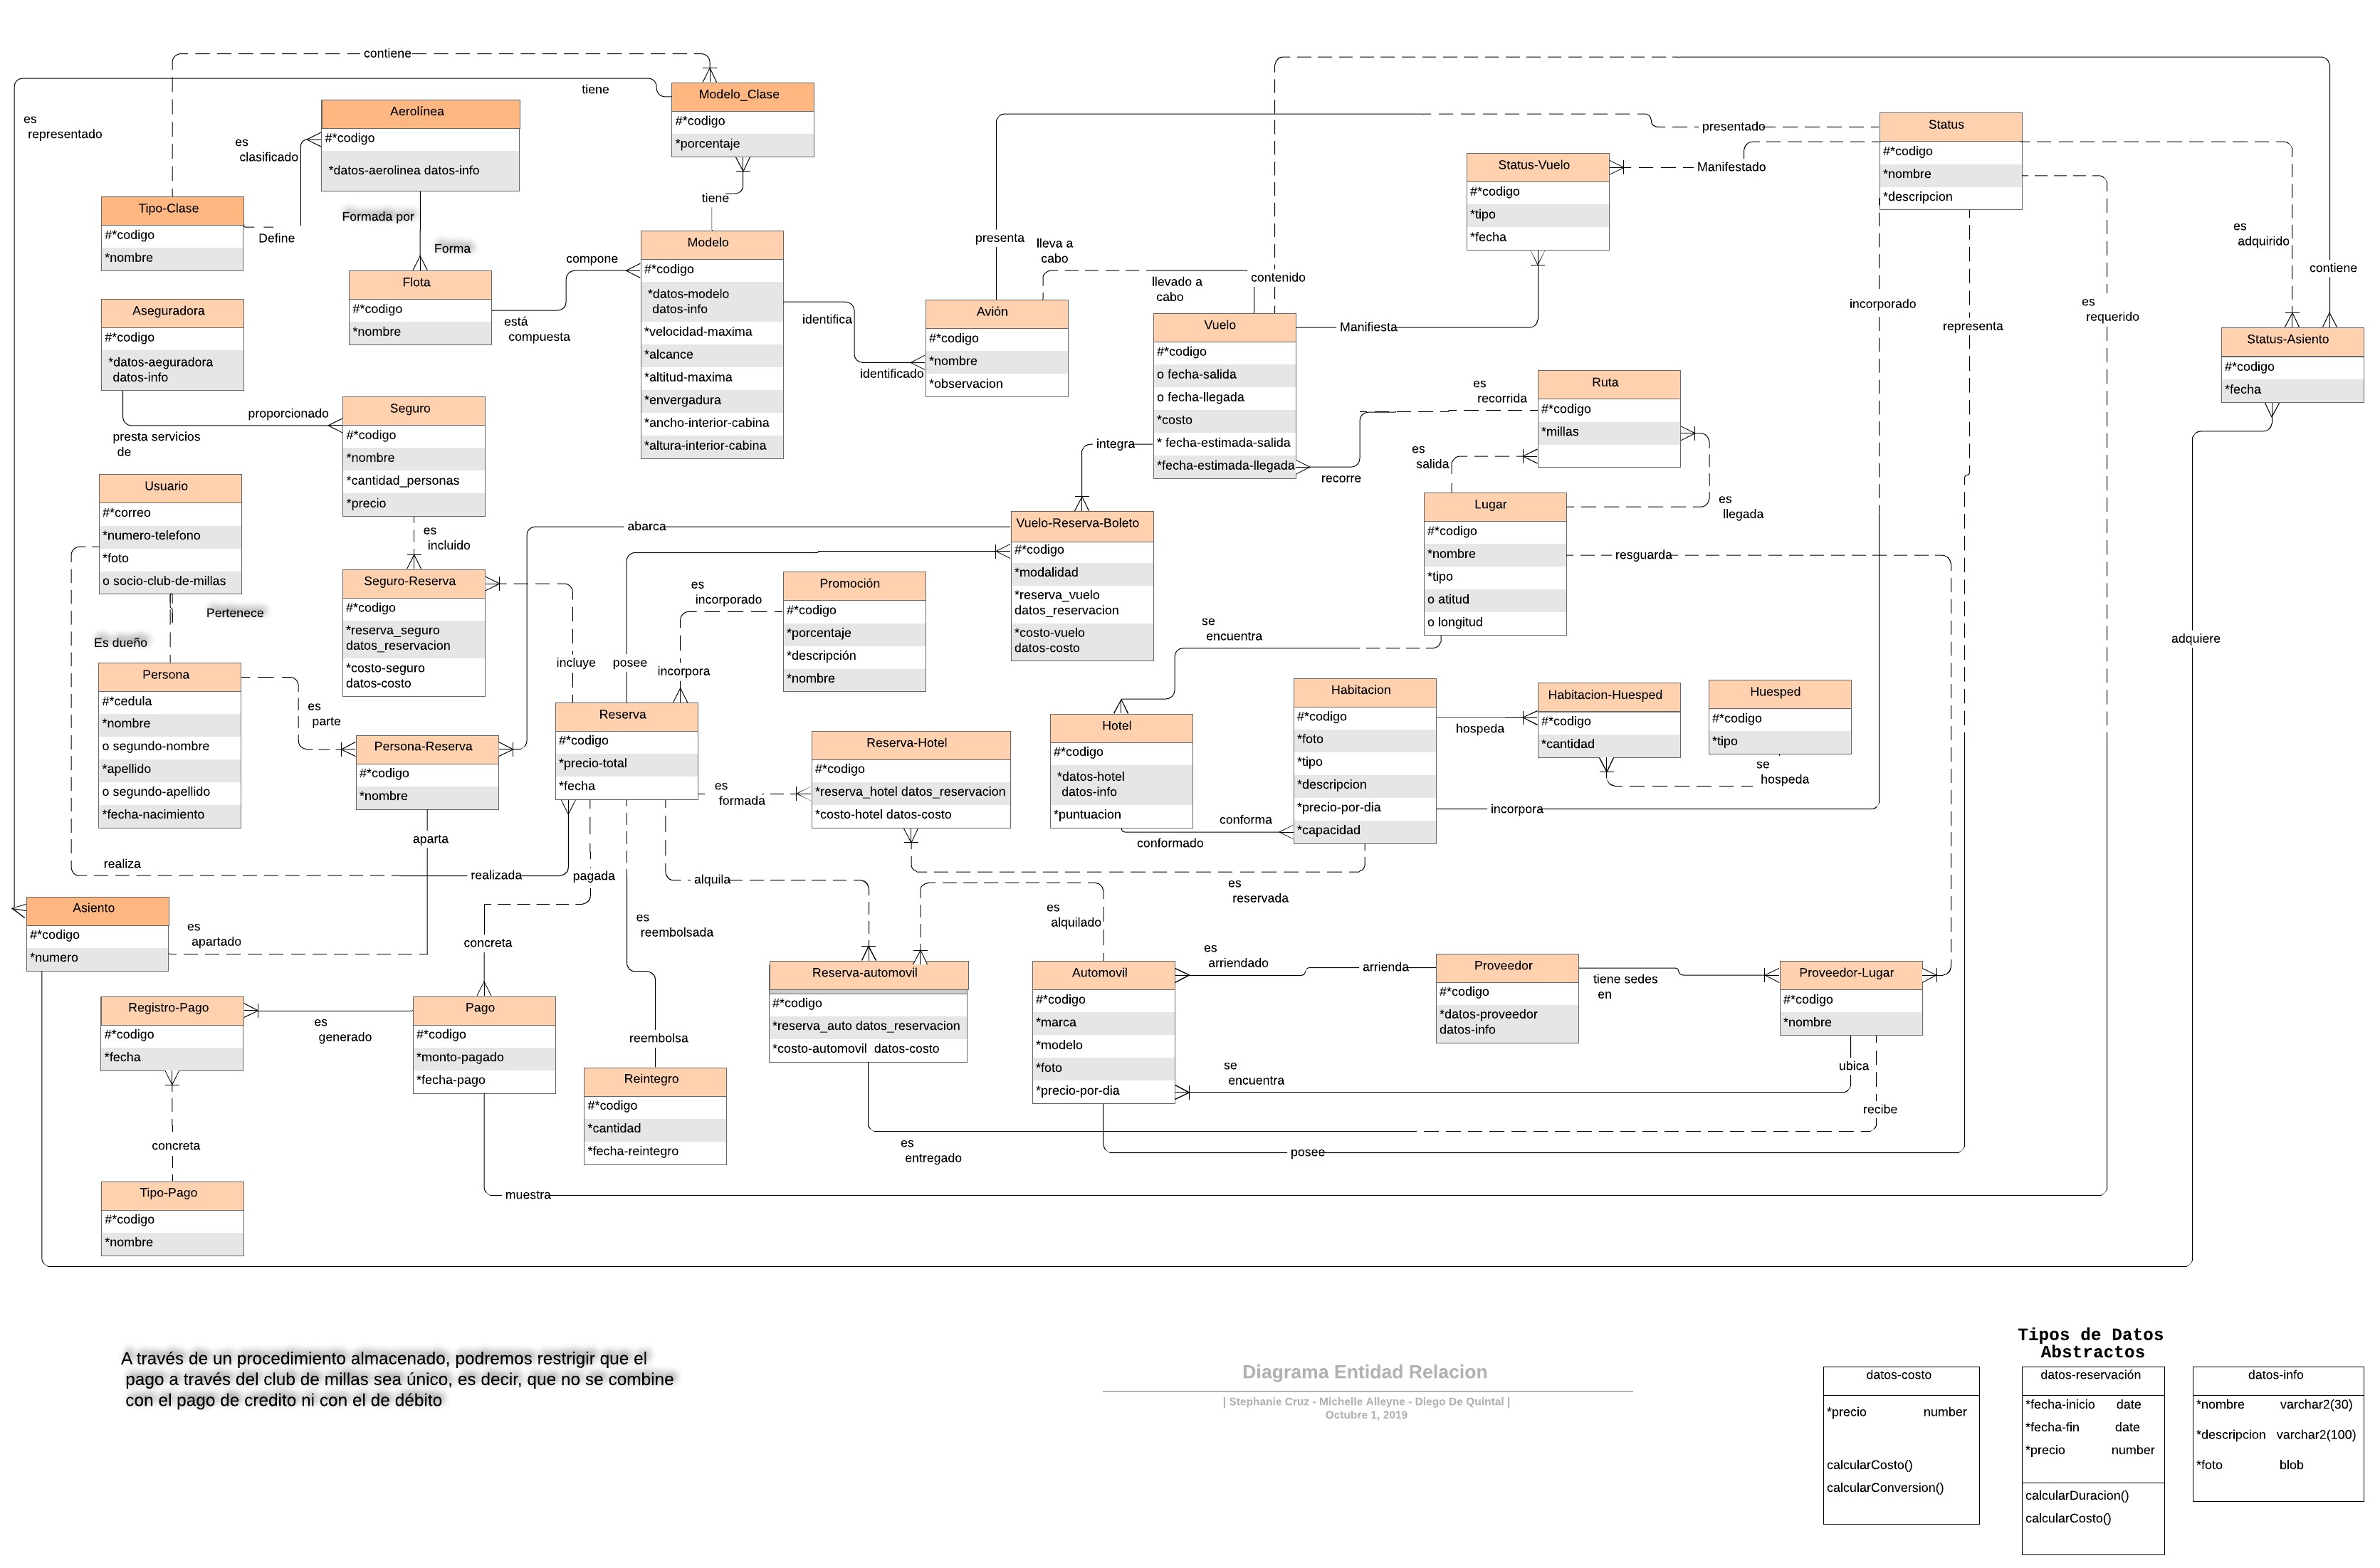 contiene
tiene
es
representado
Modelo_Clase
#*codigo
*porcentaje
Aerolínea
#*codigo
*datos-aerolinea datos-info
es
clasificado
Tipo-Clase
#*codigo
*nombre
Define
Formada por
Forma
tiene
Flota
#*codigo
*nombre
compone
está
compuesta
Modelo
#*codigo
*datos-modelo
datos-info
*velocidad-maxima
*alcance
*altitud-maxima
*envergadura
*ancho-interior-cabina
*altura-interior-cabina
identifica
identificado
presenta
lleva a
cabo
llevado a
cabo
contenido
Avión
#*codigo
*nombre
*observacion
Vuelo
#*codigo
o fecha-salida
o fecha-llegada
*costo
* fecha-estimada-salida
*fecha-estimada-llegada
Manifiesta
Status-Vuelo
#*codigo
*tipo
*fecha
presentado
Manifestado
Status
#*codigo
*nombre
*descripcion
incorporado
representa
es
requerido
es
adquirido
contiene
Status-Asiento
#*codigo
*fecha
adquiere
Aseguradora
#*codigo
*datos-aeguradora
datos-info
proporcionado
presta servicios
de
Seguro
#*codigo
*nombre
*cantidad_personas
*precio
es
incluido
Ruta
#*codigo
*millas
es
recorrida
recorre
integra
es
salida
es
llegada
Lugar
#*codigo
*nombre
*tipo
o atitud
o longitud
resguarda
Usuario
#*correo
*numero-telefono
*foto
o socio-club-de-millas
Pertenece
Es dueño
Persona
#*cedula
*nombre
o segundo-nombre
*apellido
o segundo-apellido
*fecha-nacimiento
es
parte
Seguro-Reserva
#*codigo
*reserva_seguro
datos_reservacion
*costo-seguro
datos-costo
abarca
incluye
posee
incorpora
es
incorporado
Promoción
#*codigo
*porcentaje
*descripción
*nombre
Vuelo-Reserva-Boleto
#*codigo
*modalidad
*reserva_vuelo
datos_reservacion
*costo-vuelo
datos-costo
se
encuentra
Persona-Reserva
#*codigo
*nombre
aparta
Reserva
#*codigo
*precio-total
*fecha
es
formada
Reserva-Hotel
#*codigo
*reserva_hotel datos_reservacion
*costo-hotel datos-costo
Hotel
#*codigo
*datos-hotel
datos-info
*puntuacion
conforma
conformado
Habitacion
#*codigo
*foto
*tipo
*descripcion
*precio-por-dia
*capacidad
hospeda
Habitacion-Huesped
#*codigo
*cantidad
Huesped
#*codigo
*tipo
se
hospeda
incorpora
realiza
realizada
pagada
alquila
es
reservada
es
alquilado
Asiento
#*codigo
*numero
es
apartado
concreta
es
reembolsada
reembolsa
Registro-Pago
#*codigo
*fecha
es
generado
Pago
#*codigo
*monto-pagado
*fecha-pago
Reintegro
#*codigo
*cantidad
*fecha-reintegro
Reserva-automovil
#*codigo
*reserva_auto datos_reservacion
*costo-automovil  datos-costo
Automovil
#*codigo
*marca
*modelo
*foto
*precio-por-dia
es
arriendado
arrienda
Proveedor
#*codigo
*datos-proveedor
datos-info
tiene sedes
en
Proveedor-Lugar
#*codigo
*nombre
ubica
recibe
se
encuentra
es
entregado
posee
muestra
concreta
Tipo-Pago
#*codigo
*nombre
A través de un procedimiento almacenado, podremos restrigir que el
pago a través del club de millas sea único, es decir, que no se combine
con el pago de credito ni con el de débito
Diagrama Entidad Relacion
| Stephanie Cruz - Michelle Alleyne - Diego De Quintal |
Octubre 1, 2019
Tipos de Datos
Abstractos
datos-costo
*precio number
calcularCosto()
calcularConversion()
datos-reservación
*fecha-inicio date
*fecha-fin date
*precio number
calcularDuracion()
calcularCosto()
datos-info
*nombre varchar2(30)
*descripcion varchar2(100)
*foto blob